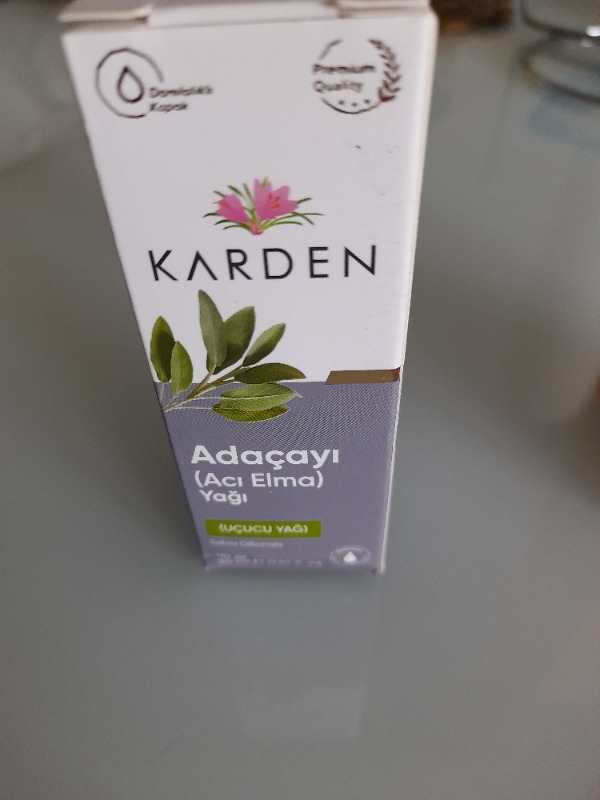 Damlalıklı
Kapak
Premium
Quality
KARDEN
Adaçayı
(Acı Elma)
Yağı
(UÇUCU YAĞ)
Salvia Officinalis